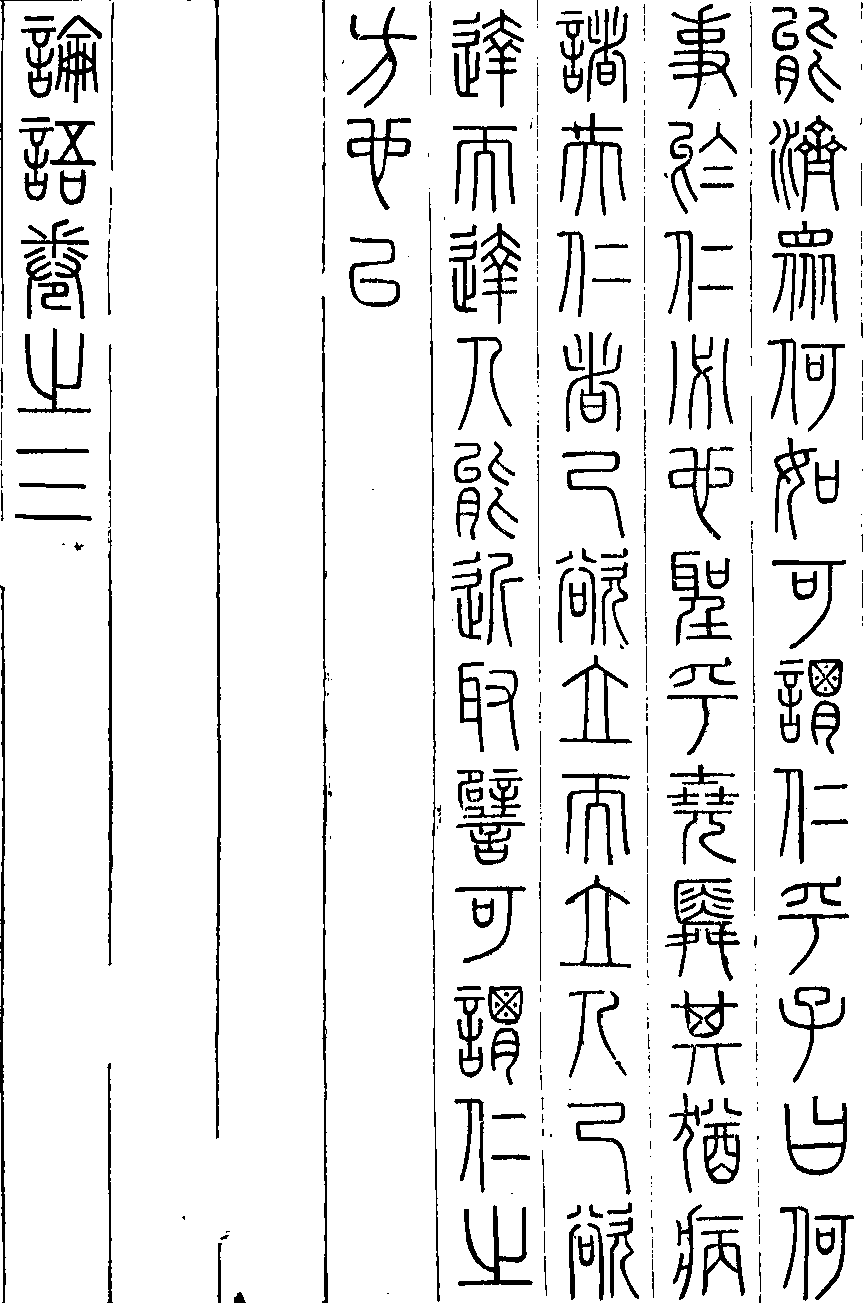 能濟眾何如可謂仁乎子曰何
事於仁必也聖乎堯舜其猶病
諸夫仁者己欲立而立人己欲
達而達人能近取譬可謂仁之
方也已
論語卷之三